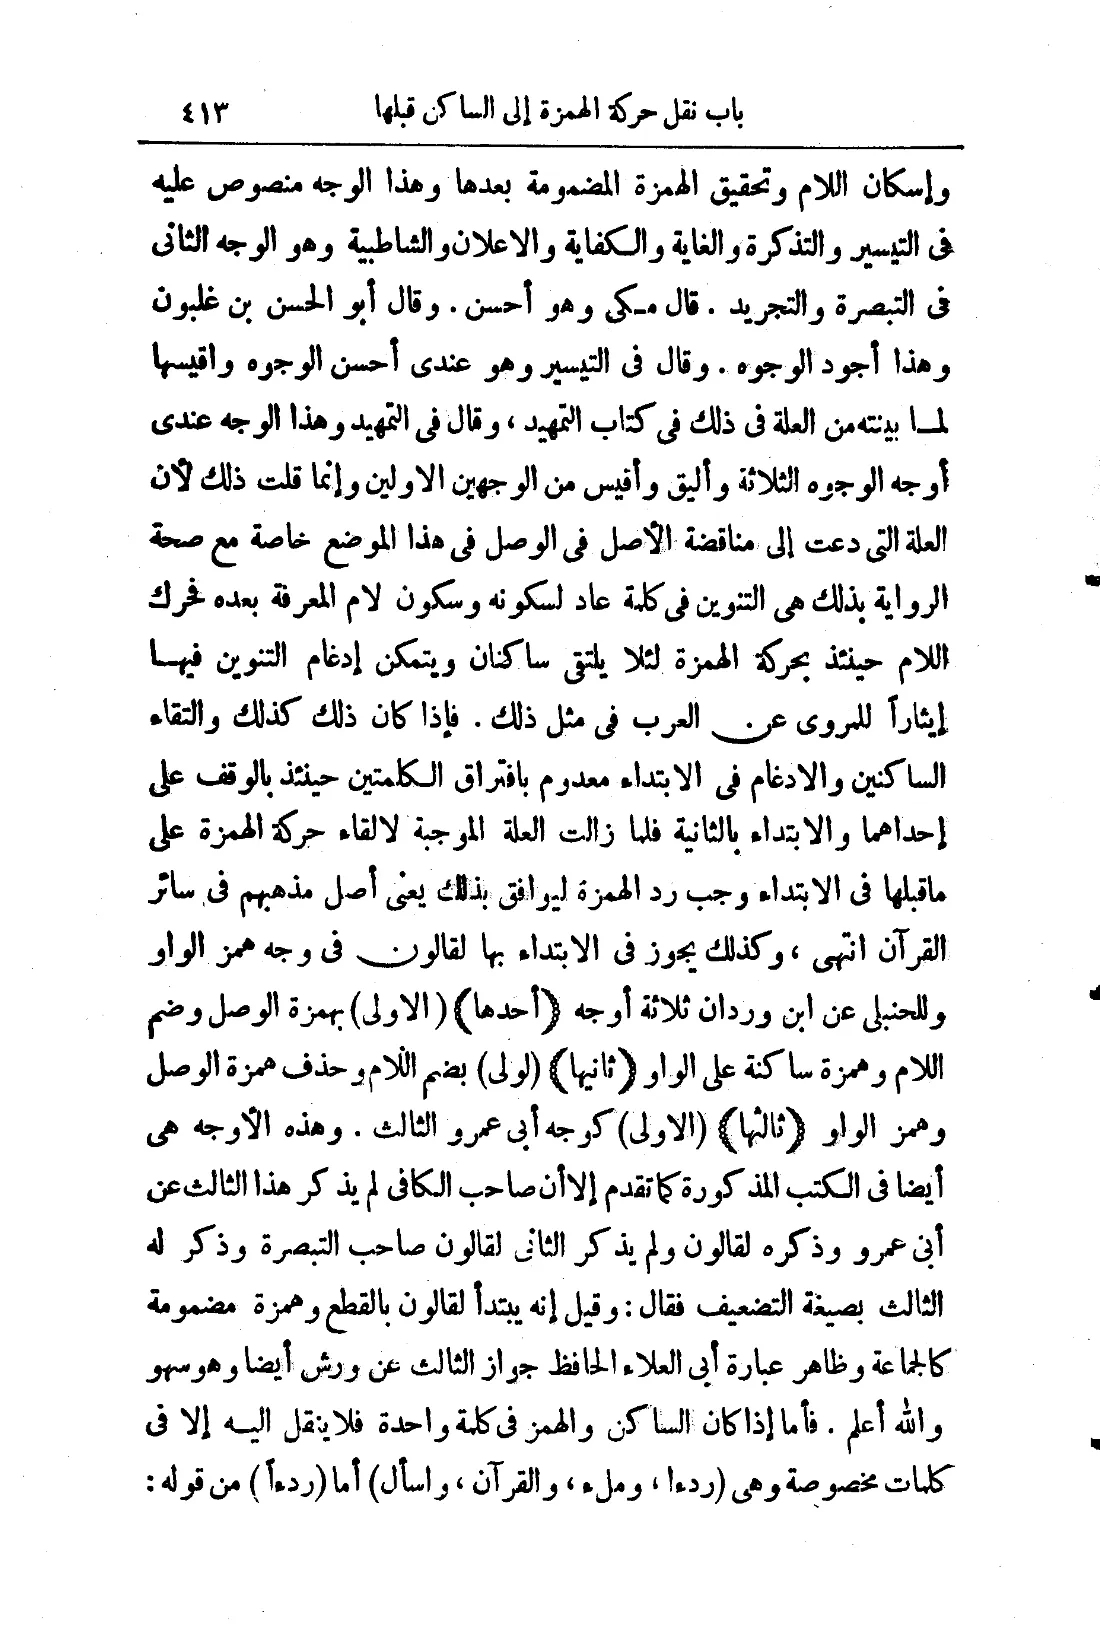 باب نقل حركة الهمزة إلى الساكن قبلها ٤١٣
وإسكان اللام وتحقيق الهمزة المضمومة بعدها وهذا الوجه منصوص عليه
فى التيسير والتذكرة والغاية والكفاية والاعلان والشاطبية وهو الوجه الثانى
فى التبصرة والتجريد . قال مكى وهو أحسن . وقال أبو الحسن بن غلبون
وهذا أجود الوجوه . وقال فى التيسير وهو عندى أحسن الوجوه واقيسها
لما بينته من العلة فى ذلك فى كتاب التمهيد ، وقال فى التمهيد وهذا الوجه عندى
أوجه الوجوه الثلاثة وأليق وأقيس من الوجهين الاولين وإنما قلت ذلك لأن
العلة التى دعت إلى مناقضة الأصل فى الوصل فى هذا الموضع خاصة مع صحة
الرواية بذلك هى التنوين فى كلمة عاد لسكونه وسكون لام المعرفة بعده فحرك
اللام حينئذ بحركة الهمزة لئلا يلتقى ساكنان ويتمكن إدغام التنوين فيها
إيثاراً للمروى عن العرب فى مثل ذلك . فإذا كان ذلك كذلك والتقاء
الساكنين والادغام فى الابتداء معدوم بافتراق الكلمتين حينئذ بالوقف على
إحداهما والابتداء بالثانية فلما زالت العلة الموجبة لالقاء حركة الهمزة على
ماقبلها فى الابتداء وجب رد الهمزة ليوافق بذلك يعنى أصل مذهبهم فى سائر
القرآن انتهى ، وكذلك يجوز فى الابتداء بها لقالون فى وجه همز الواو
وللحنبلى عن ابن وردان ثلاثة أوجه (أحدها) (الاولى) بهمزة الوصل وضم
اللام وهمزة ساكنة على الواو (ثانيها) (لولى) بضم اللام وحذف همزة الوصل
وهمز الواو (ثالثها) (الاولى) كوجه أبى عمرو الثالث . وهذه الأوجه هى
أيضا فى الكتب المذكورة كما تقدم إلا أن صاحب الكافى لم يذكر هذا الثالث عن
أبى عمرو وذكره لقالون ولم يذكر الثانى لقالون صاحب التبصرة وذكر له
الثالث بصيغة التضعيف فقال : وقيل إنه يبتدأ لقالون بالقطع وهمزة مضمومة
كالجماعة وظاهر عبارة أبى العلاء الحافظ جواز الثالث عن ورش أيضا وهو سهو
والله أعلم . فأما إذا كان الساكن والهمز فى كلمة واحدة فلا ينقل اليه إلا فى
كلمات مخصوصة وهى (ردءا ، وملء ، والقرآن ، واسأل) أما (ردءاً) من قوله :